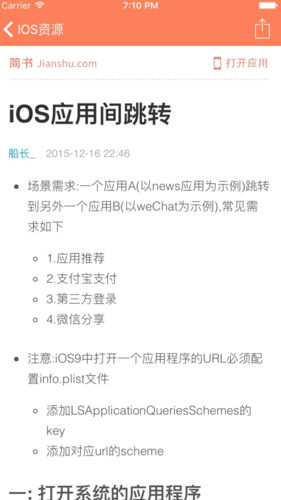 Carrier 7:10 PM
IOS资源
简书 Jianshu.com 打开应用
iOS应用间跳转
船长_ 2015-12-16 22:46
场景需求:一个应用A(以news应用为示例)跳转
到另外一个应用B(以weChat为示例),常见需
求如下
1.应用推荐
2.支付宝支付
3.第三方登录
4.微信分享
注意:iOS9中打开一个应用程序的URL必须配
置info.plist文件
添加LSApplicationQueriesSchemes的
key
添加对应url的scheme
一: 打开系统的应用程序